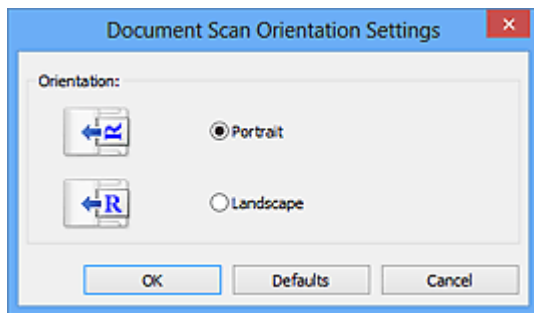 Document Scan Orientation Settings
Orientation:
R
Portrait
R
Landscape
OK Defaults Cancel